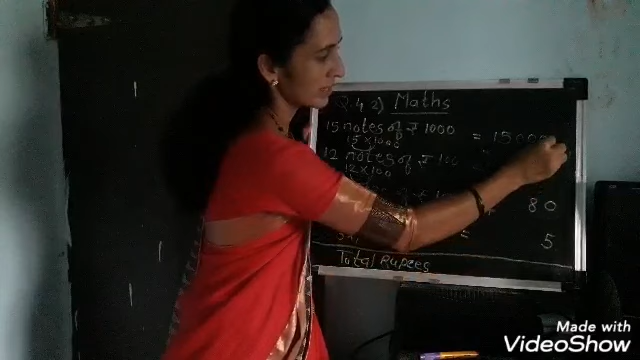 Q.4 2) Maths
15 notes of ₹ 1000 = 15000
15 x 1000
12 notes of ₹ 100
12 x 100
80
= 5
Total Rupees
Made with
VideoShow